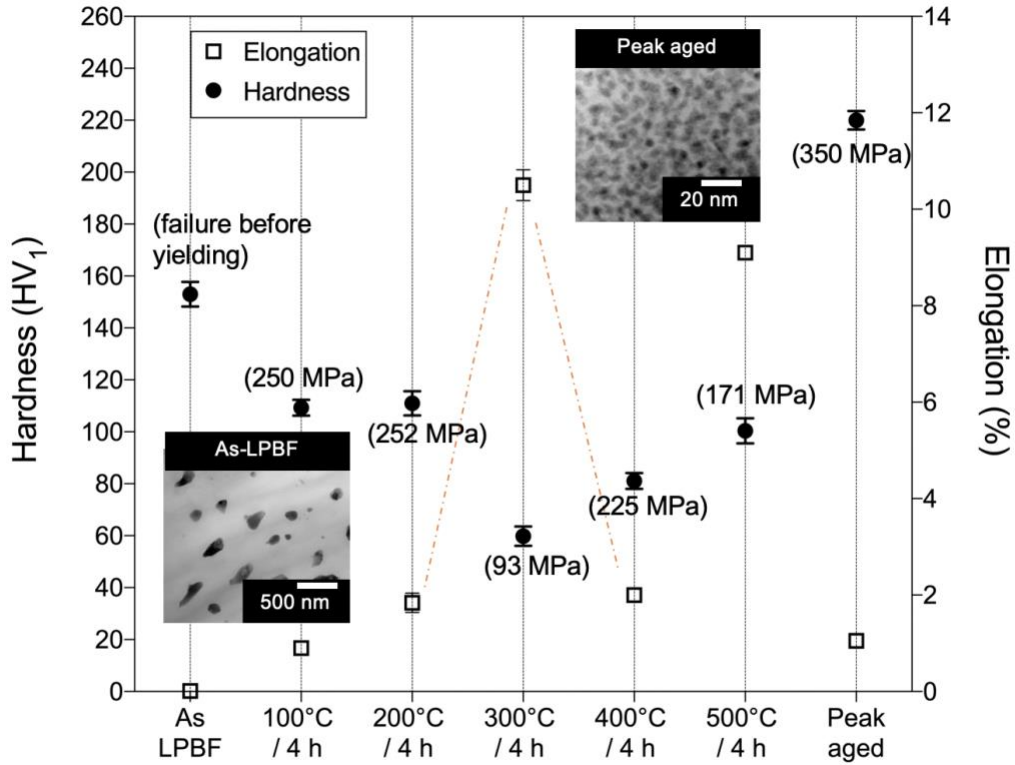 260
240
220
200
180
160
140
120
100
80
60
40
20
0
Hardness (HV1)
Elongation
Hardness
(failure before
yielding)
(250 MPa)
(252 MPa)
(93 MPa)
(225 MPa)
(171 MPa)
(350 MPa)
As-LPBF
500 nm
Peak aged
20 nm
14
12
10
8
6
4
2
0
Elongation (%)
As
LPBF
100°C
/ 4 h
200°C
/ 4 h
300°C
/ 4 h
400°C
/ 4 h
500°C
/ 4 h
Peak
aged